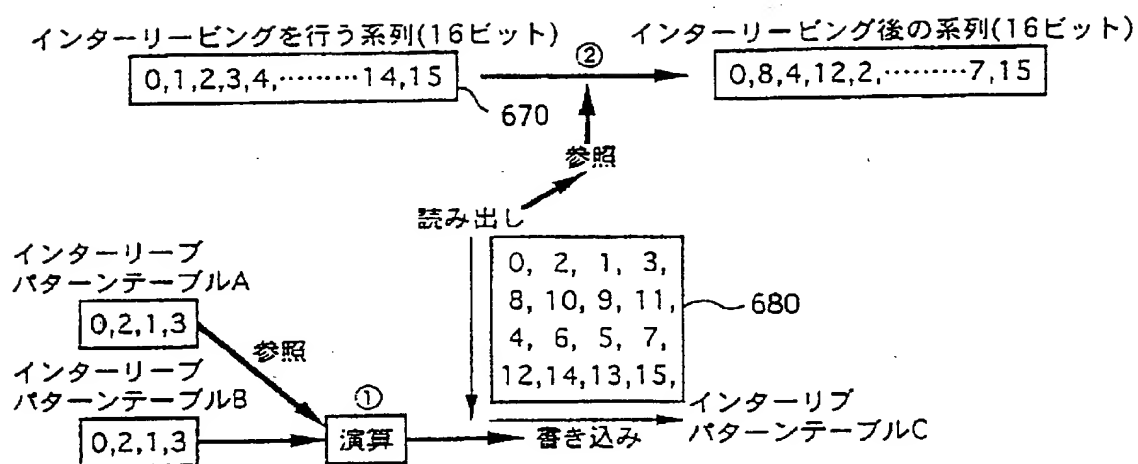 インターリービングを行う系列(16ビット)
インターリービング後の系列(16ビット)
0,1,2,3,4,………14,15
②
0,8,4,12,2,………7,15
670
参照
読み出し
インターリーブ
パターンテーブルA
0,2,1,3
参照
インターリーブ
パターンテーブルB
0,2,1,3
①
演算
0, 2, 1, 3,
8, 10, 9, 11,
4, 6, 5, 7,
12,14,13,15,
680
書き込み
インターリブ
パターンテーブルC